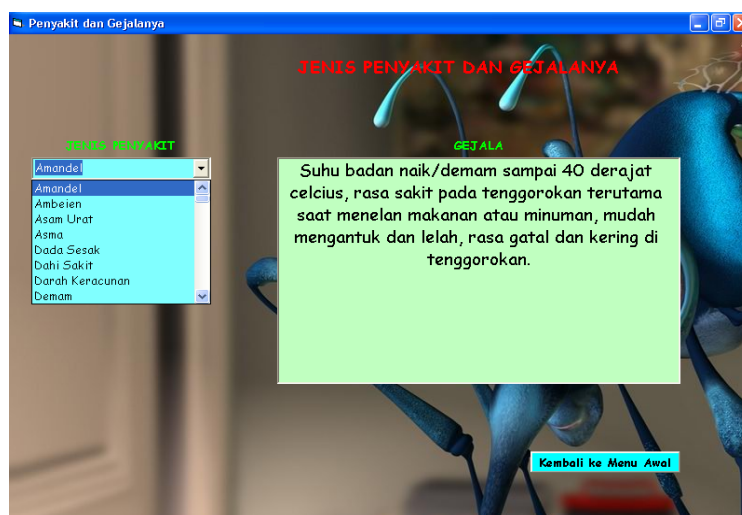 Penyakit dan Gejalanya
JENIS PENYAKIT DAN GEJALANYA
JENIS PENYAKIT
Amandel
Amandel
Ambeien
Asam Urat
Asma
Dada Sesak
Dahi Sakit
Darah Keracunan
Demam
GEJALA
Suhu badan naik/demam sampai 40 derajat
celcius, rasa sakit pada tenggorokan terutama
saat menelan makanan atau minuman, mudah
mengantuk dan lelah, rasa gatal dan kering di
tenggorokan.
Kembali ke Menu Awal